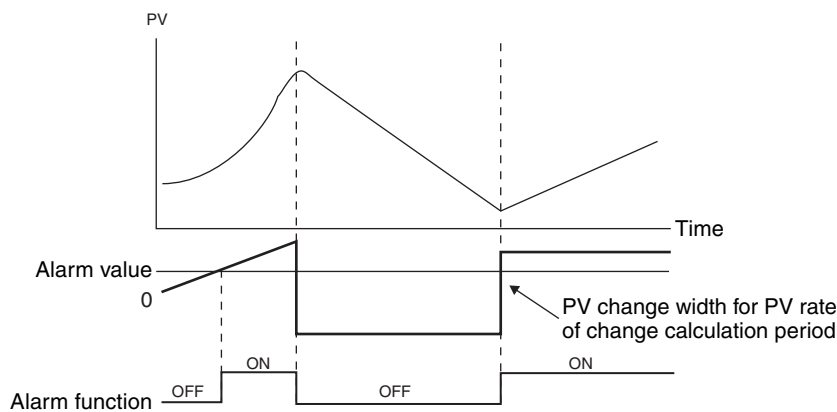 PV
Time
Alarm value
0
PV change width for PV rate
of change calculation period
ON
ON
OFF
OFF
Alarm function